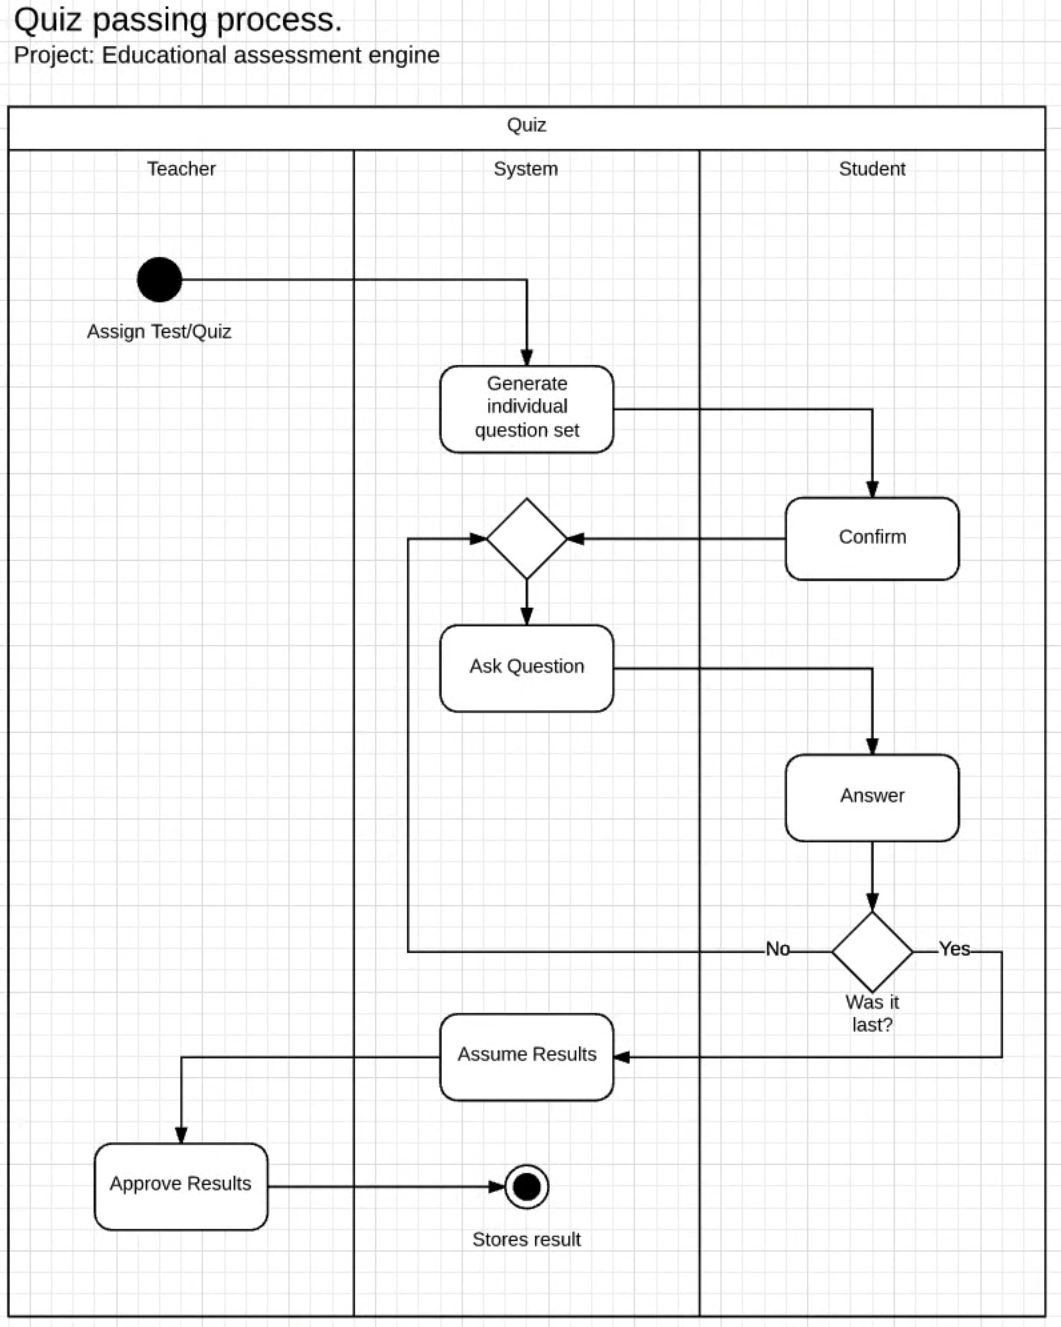 Quiz passing process.
Project: Educational assessment engine
Quiz
Teacher
System
Student
Assign Test/Quiz
Generate
individual
question set
Confirm
Ask Question
Answer
No
Yes
Was it
last?
Assume Results
Approve Results
Stores result